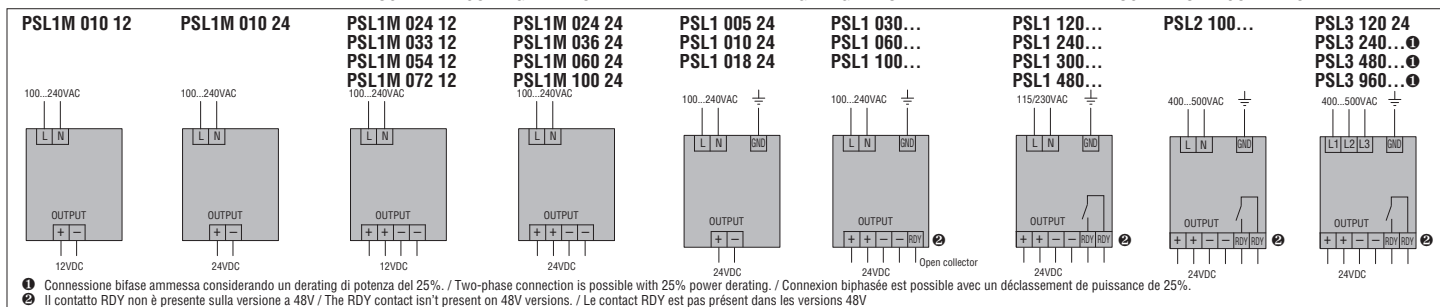 PSL1M 010 12
100...240VAC
L N
OUTPUT
+ −
12VDC
PSL1M 010 24
100...240VAC
L N
OUTPUT
+ −
24VDC
PSL1M 024 12
PSL1M 033 12
PSL1M 054 12
PSL1M 072 12
100...240VAC
L N
OUTPUT
+ + − −
12VDC
PSL1M 024 24
PSL1M 036 24
PSL1M 060 24
PSL1M 100 24
100...240VAC
L N
OUTPUT
+ + − −
24VDC
PSL1 005 24
PSL1 010 24
PSL1 018 24
100...240VAC
L N GND
OUTPUT
+ −
24VDC
PSL1 030...
PSL1 060...
PSL1 100...
100...240VAC
L N GND
OUTPUT
+ + − − RDY ❷
24VDC
Open collector
PSL1 120...
PSL1 240...
PSL1 300...
PSL1 480...
115/230VAC
L N GND
OUTPUT
+ + − − RDY RDY ❷
24VDC
PSL2 100...
400...500VAC
L N GND
OUTPUT
+ + − − RDY RDY ❷
24VDC
PSL3 120 24
PSL3 240...❶
PSL3 480...❶
PSL3 960...❶
400...500VAC
L1 L2 L3 GND
OUTPUT
+ + − − RDY RDY ❷
24VDC
❶ Connessione bifase ammessa considerando un derating di potenza del 25%. / Two-phase connection is possible with 25% power derating. / Connexion biphasée est possible avec un déclassement de puissance de 25%.
❷ Il contatto RDY non è presente sulla versione a 48V / The RDY contact isn't present on 48V versions. / Le contact RDY est pas présent dans les versions 48V